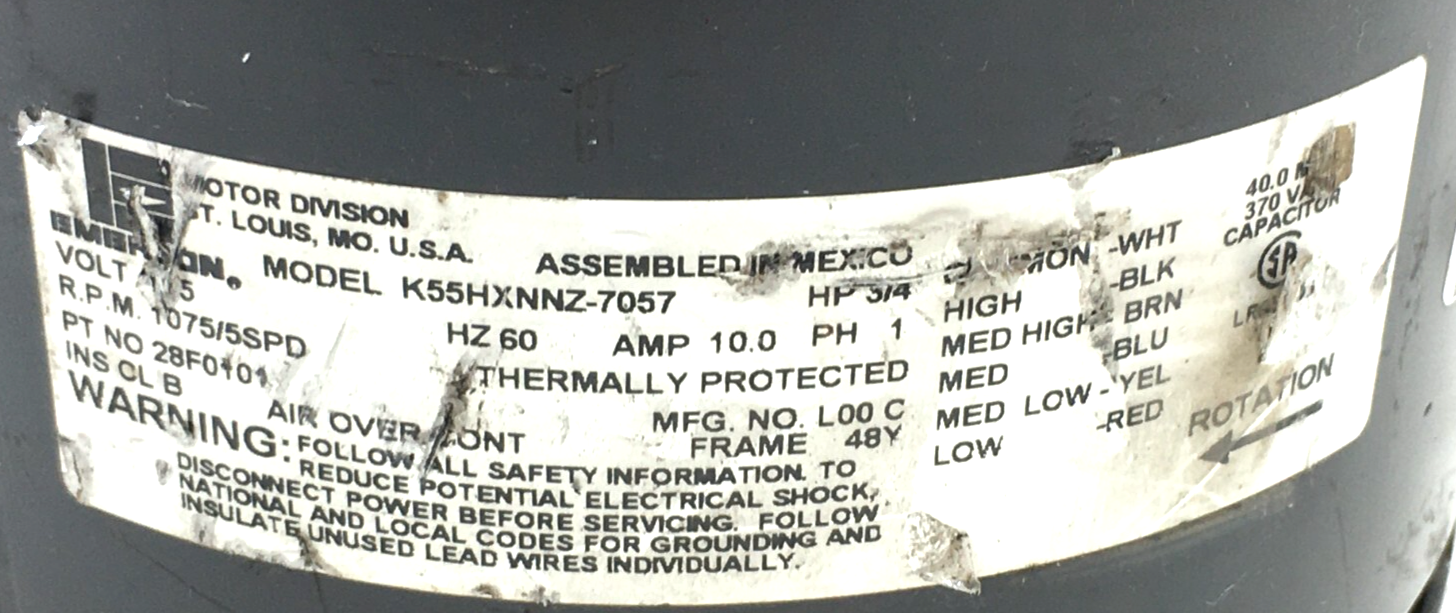 MOTOR DIVISION
ST. LOUIS, MO. U.S.A.
EMERSON®
ASSEMBLED IN MEXICO
MODEL K55HXNNZ-7057
VOLT
HP 3/4
R.P.M. 1075/5SPD
HZ 60 AMP 10.0 PH 1
PT NO 28F0101
THERMALLY PROTECTED
INS CL B
AIR OVER CONT
MFG. NO. L00 C
FRAME 48Y
WARNING: FOLLOW ALL SAFETY INFORMATION. TO
REDUCE POTENTIAL ELECTRICAL SHOCK,
DISCONNECT POWER BEFORE SERVICING. FOLLOW
NATIONAL AND LOCAL CODES FOR GROUNDING AND
INSULATE UNUSED LEAD WIRES INDIVIDUALLY.
COMMON -WHT
HIGH -BLK
MED HIGH - BRN
MED -BLU
MED LOW - YEL
LOW -RED
40.0
370
CAPACITOR
ROTATION